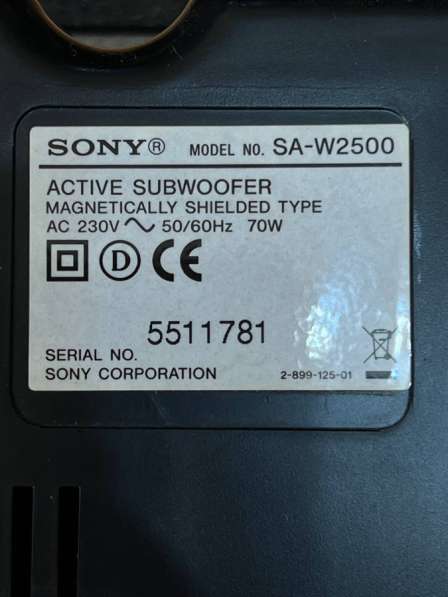 SONY® MODEL NO. SA-W2500
ACTIVE SUBWOOFER
MAGNETICALLY SHIELDED TYPE
AC 230V ~ 50/60Hz 70W
D CE
5511781
SERIAL NO.
SONY CORPORATION 2-899-125-01